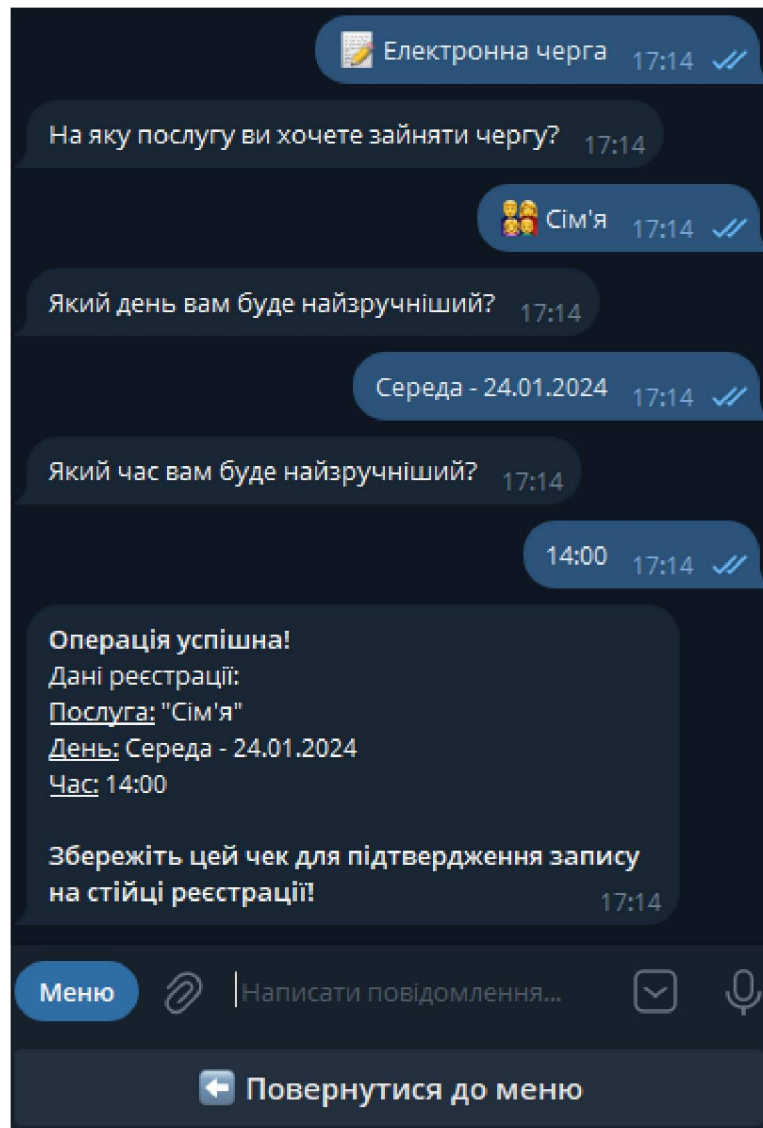 📝 Електронна черга 17:14
На яку послугу ви хочете зайняти чергу? 17:14
👨‍👩‍👧‍👦 Сім'я 17:14
Який день вам буде найзручніший? 17:14
Середа - 24.01.2024 17:14
Який час вам буде найзручніший? 17:14
14:00 17:14
Операція успішна!
Дані реєстрації:
Послуга: "Сім'я"
День: Середа - 24.01.2024
Час: 14:00
Збережіть цей чек для підтвердження запису
на стійці реєстрації! 17:14
Меню Написати повідомлення...
⬅️ Повернутися до меню